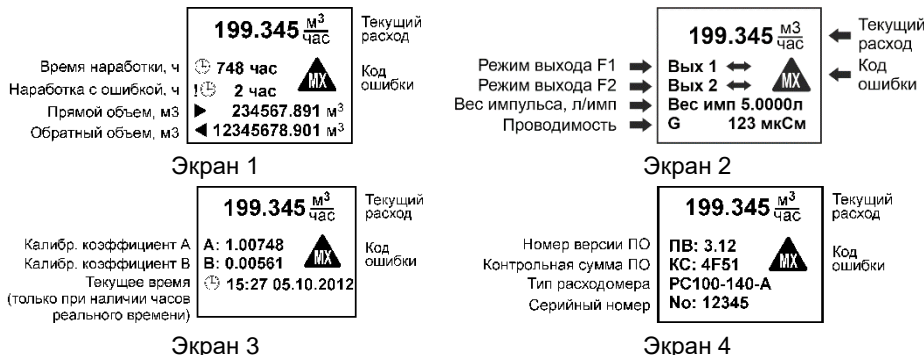 199.345 м³/час
Текущий
расход
Время наработки, ч
748 час
Наработка с ошибкой, ч
! 2 час
MX
Код
ошибки
Прямой объем, м3
► 234567.891 м³
Обратный объем, м3
◄ 12345678.901 м³
Экран 1
199.345 м3/час
Текущий
расход
Режим выхода F1
Вых 1 ↔
Режим выхода F2
Вых 2 ↔
MX
Код
ошибки
Вес импульса, л/имп
Вес имп 5.0000л
Проводимость
G 123 мкСм
Экран 2
199.345 м³/час
Текущий
расход
Калибр. коэффициент А
A: 1.00748
Калибр. коэффициент В
B: 0.00561
MX
Код
ошибки
Текущее время
(только при наличии часов
реального времени)
15:27 05.10.2012
Экран 3
199.345 м³/час
Текущий
расход
Номер версии ПО
ПВ: 3.12
Контрольная сумма ПО
КС: 4F51
MX
Код
ошибки
Тип расходомера
РС100-140-А
Серийный номер
No: 12345
Экран 4